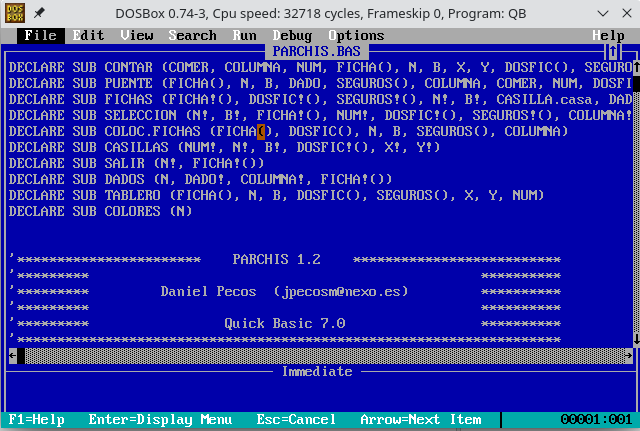 DOSBox 0.74-3, Cpu speed: 32718 cycles, Frameskip 0, Program: QB
File Edit View Search Run Debug Options Help
PARCHIS.BAS
DECLARE SUB CONTAR (COMER, COLUMNA, NUM, FICHA(), N, B, X, Y, DOSFIC(), SEGURO
DECLARE SUB PUENTE (FICHA(), N, B, DADO, SEGUROS(), COLUMNA, COMER, NUM, DOSFI
DECLARE SUB FICHAS (FICHA!(), DOSFIC!(), SEGUROS!(), N!, B!, CASILLA.casa, DAD
DECLARE SUB SELECCION (N!, B!, FICHA!(), NUM!, DOSFIC!(), SEGUROS!(), COLUMNA!
DECLARE SUB COLOC.FICHAS (FICHA(), DOSFIC(), N, B, SEGUROS(), COLUMNA)
DECLARE SUB CASILLAS (NUM!, N!, B!, DOSFIC!(), X!, Y!)
DECLARE SUB SALIR (N!, FICHA!())
DECLARE SUB DADOS (N, DADO!, COLUMNA!, FICHA!())
DECLARE SUB TABLERO (FICHA(), N, B, DOSFIC(), SEGUROS(), X, Y, NUM)
DECLARE SUB COLORES (N)
'*********************** PARCHIS 1.2 **************************
'********* **********
'********* Daniel Pecos (jpecosm@nexo.es) **********
'********* **********
'********* Quick Basic 7.0 **********
'********************************************************************
Immediate
F1=Help Enter=Display Menu Esc=Cancel Arrow=Next Item 00001:001